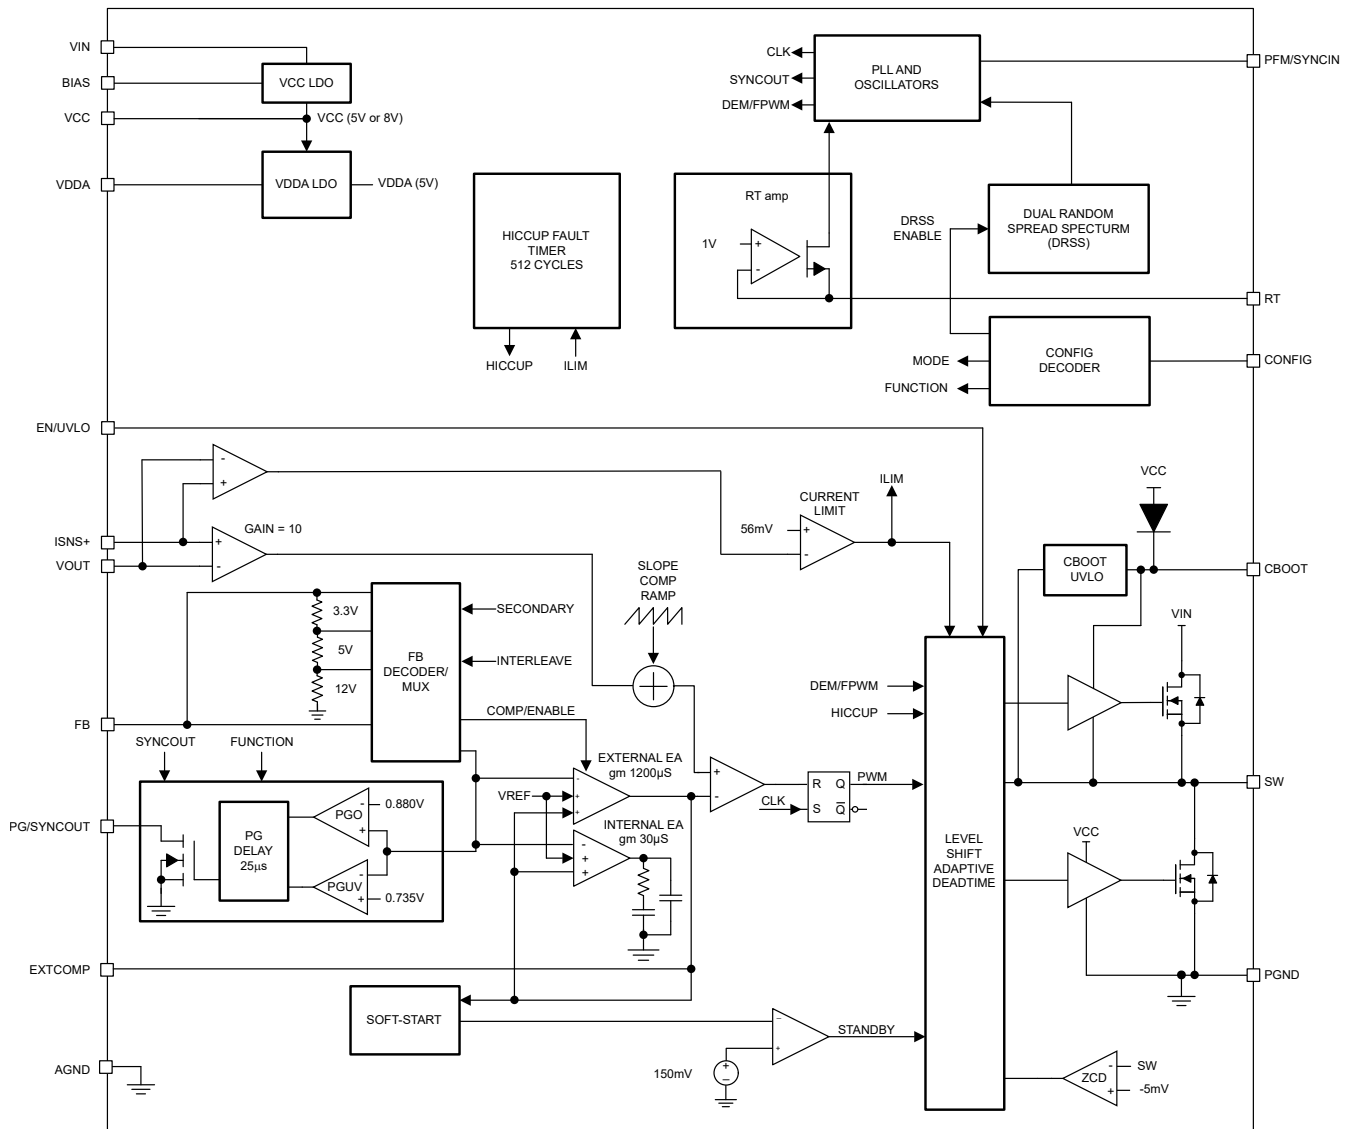 VIN
BIAS
VCC
VDDA
VCC LDO
VCC (5V or 8V)
VDDA LDO
VDDA (5V)
HICCUP FAULT
TIMER
512 CYCLES
HICCUP
ILIM
CLK
SYNCOUT
DEM/FPWM
PLL AND
OSCILLATORS
PFM/SYNCIN
RT amp
1V
+
-
DRSS
ENABLE
DUAL RANDOM
SPREAD SPECTURM
(DRSS)
RT
MODE
FUNCTION
CONFIG
DECODER
CONFIG
EN/UVLO
-
+
ISNS+
VOUT
+
-
GAIN = 10
CURRENT
LIMIT
56mV
+
-
ILIM
VCC
CBOOT
UVLO
CBOOT
VIN
SLOPE
COMP
RAMP
3.3V
5V
12V
FB
DECODER/
MUX
SECONDARY
INTERLEAVE
COMP/ENABLE
FB
SYNCOUT
FUNCTION
DEM/FPWM
HICCUP
EXTERNAL EA
gm 1200µS
-
+
+
VREF
INTERNAL EA
gm 30µS
-
+
+
+
-
R
Q
S
Q
PWM
CLK
SW
PG/SYNCOUT
PG
DELAY
25µs
PGO
-
+
0.880V
PGUV
-
+
0.735V
LEVEL
SHIFT
ADAPTIVE
DEADTIME
VCC
EXTCOMP
PGND
SOFT-START
–
+
STANDBY
150mV
+
–
AGND
ZCD
-
+
SW
-5mV